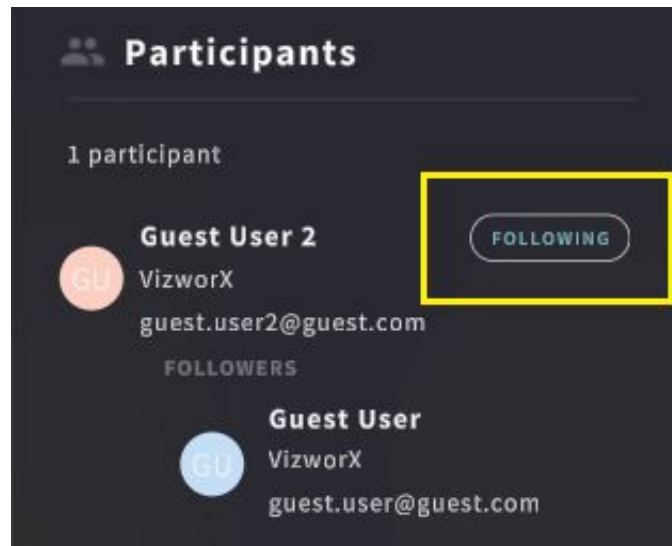 Participants
1 participant
Guest User 2
FOLLOWING
GU
VizworX
guest.user2@guest.com
FOLLOWERS
Guest User
GU
VizworX
guest.user@guest.com